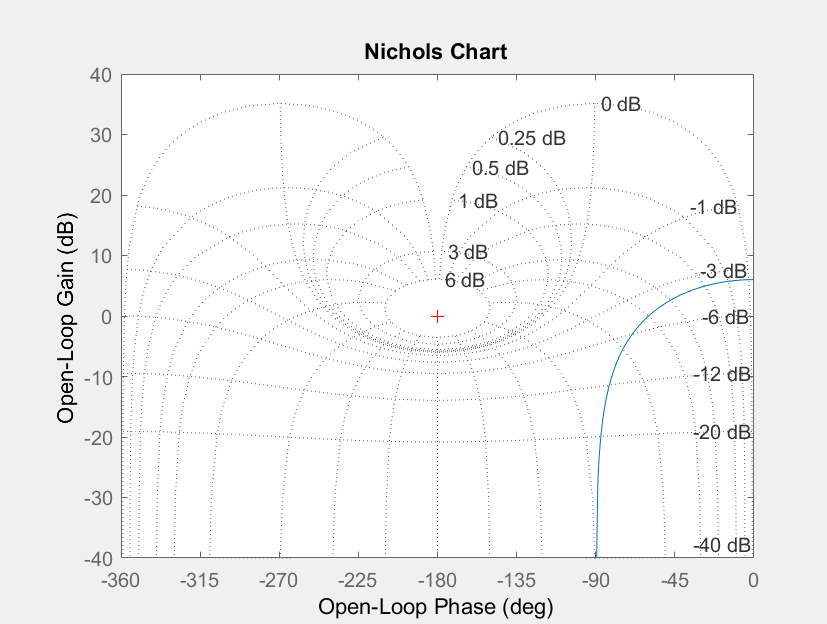 Nichols Chart
Open-Loop Gain (dB)
40
30
20
10
0
-10
-20
-30
-40
0 dB
0.25 dB
0.5 dB
1 dB
-1 dB
3 dB
-3 dB
6 dB
-6 dB
-12 dB
-20 dB
-40 dB
-360 -315 -270 -225 -180 -135 -90 -45 0
Open-Loop Phase (deg)